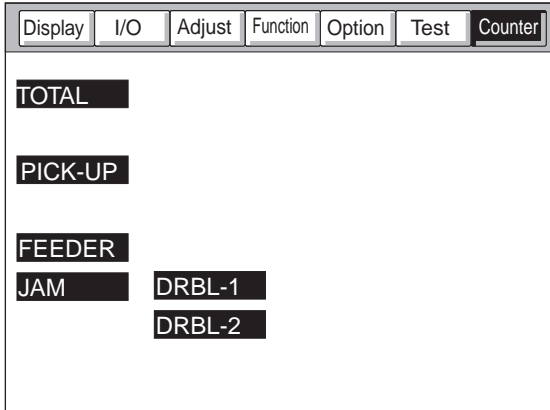 Display I/O Adjust Function Option Test Counter
TOTAL
PICK-UP
FEEDER
JAM DRBL-1
DRBL-2